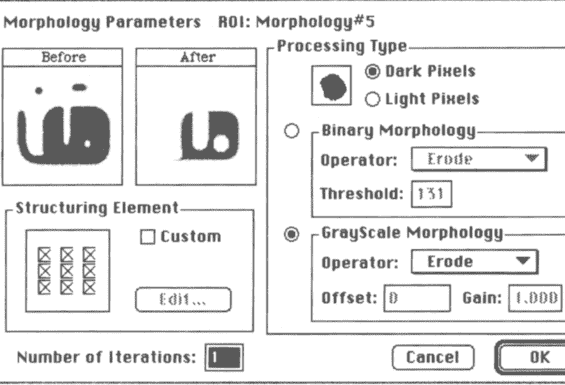 Morphology Parameters ROI: Morphology#5
Before
After
Structuring Element
Custom
Edit...
Processing Type
Dark Pixels
Light Pixels
Binary Morphology
Operator: Erode
Threshold: 131
GrayScale Morphology
Operator: Erode
Offset: 0 Gain: 1.000
Number of Iterations: 1
Cancel
OK